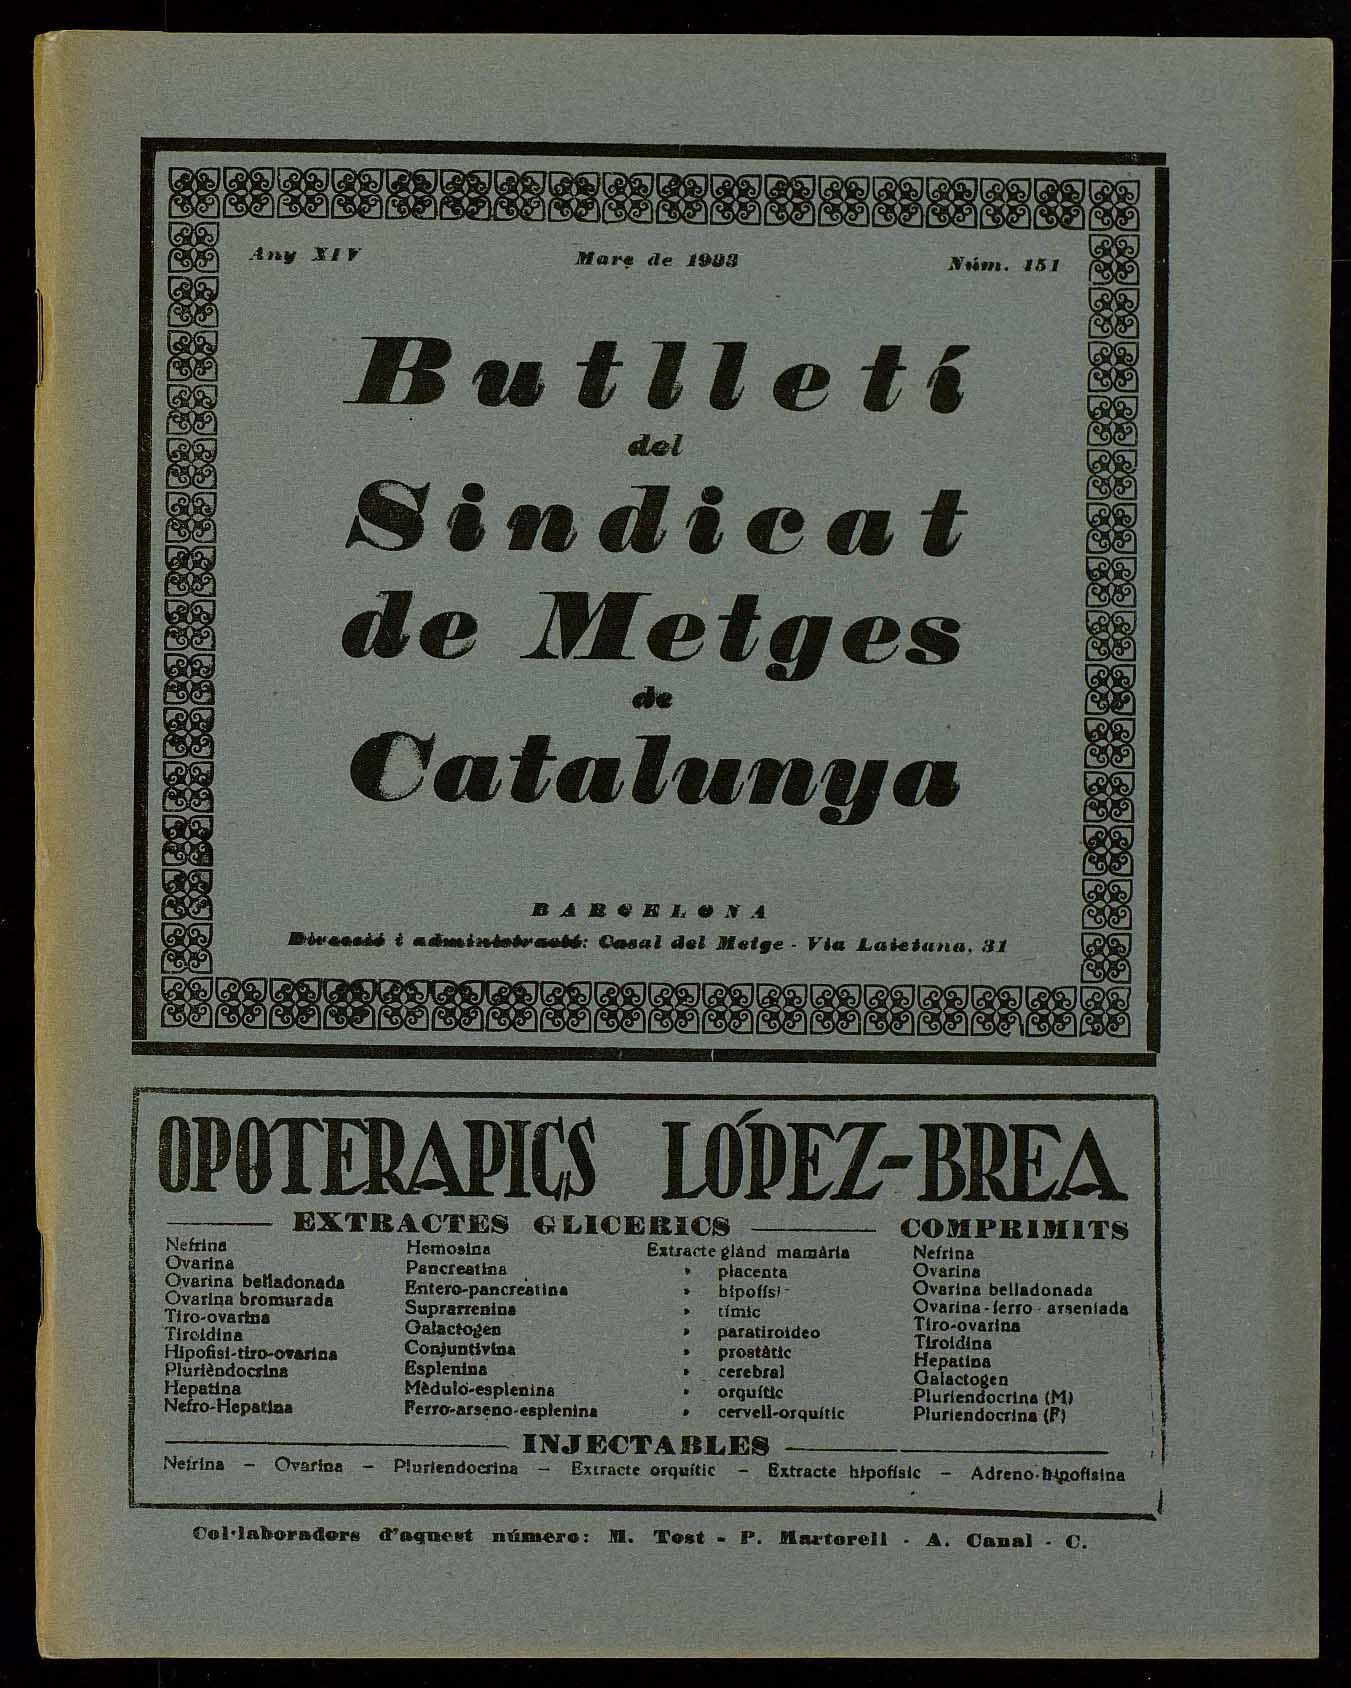 Any XIV Març de 1933 Núm. 151
Butlletí
del
Sindicat
de Metges
de
Catalunya
BARCELONA
Direcció i administració: Casal del Metge - Via Laietana, 31
OPOTERAPICS LÓPEZ-BREA
EXTRACTES GLICERICS
Nefrina
Ovarina
Ovarina belladonada
Ovarina bromurada
Tiro-ovarina
Tiroidina
Hipofisi-tiro-ovarina
Plurièndocrina
Hepatina
Nefro-Hepatina
Hemosina
Pancreatina
Entero-pancreatina
Suprarrenina
Galactogen
Conjuntivina
Esplenina
Mèdulo-esplenina
Ferro-arseno-esplenina
Extracte glànd mamària
» placenta
» hipofisi
» tímic
» paratiroideo
» prostàtic
» cerebral
» orquític
» cervell-orquític
COMPRIMITS
Nefrina
Ovarina
Ovarina belladonada
Ovarina-ferro-arseniada
Tiro-ovarina
Tiroidina
Hepatina
Galactogen
Pluriendocrina (M)
Pluriendocrina (F)
INJECTABLES
Nefrina — Ovarina — Pluriendocrina — Extracte orquític — Extracte hipofisic — Adreno-hipofisina
Col·laboradors d'aquest número: M. Tost - P. Martorell - A. Canal - C.